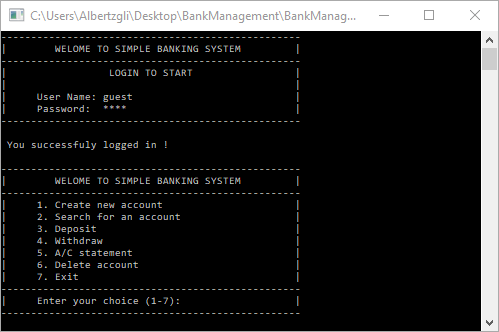 C:\Users\Albertzgli\Desktop\BankManagement\BankManag...
WELOME TO SIMPLE BANKING SYSTEM
LOGIN TO START
User Name: guest
Password: ****
You successfuly logged in !
WELOME TO SIMPLE BANKING SYSTEM
1. Create new account
2. Search for an account
3. Deposit
4. Withdraw
5. A/C statement
6. Delete account
7. Exit
Enter your choice (1-7):